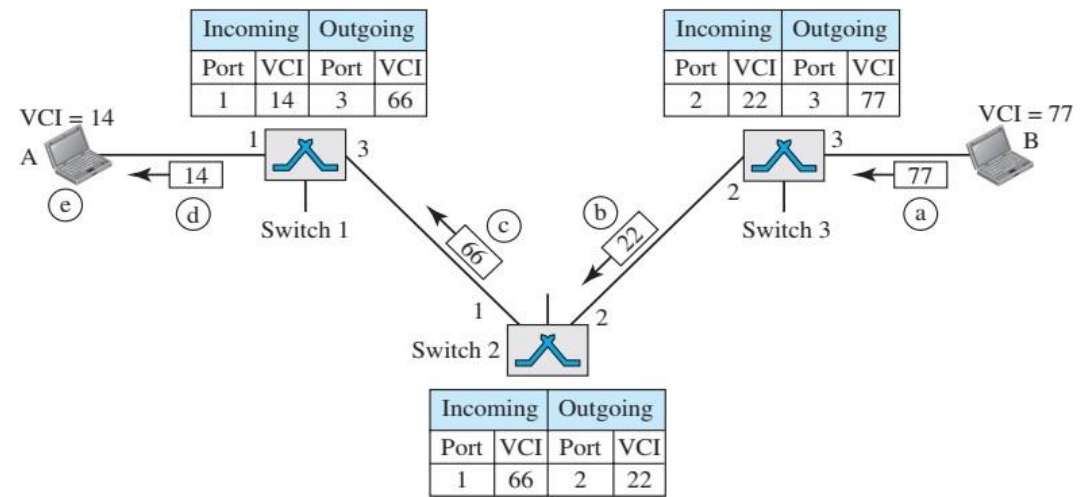 Incoming Outgoing
Port VCI Port VCI
1 14 3 66
Incoming Outgoing
Port VCI Port VCI
2 22 3 77
VCI = 14
VCI = 77
A
1
3
3
B
14
2
77
e
d
Switch 1
c
66
b
22
Switch 3
a
1
2
Switch 2
Incoming Outgoing
Port VCI Port VCI
1 66 2 22